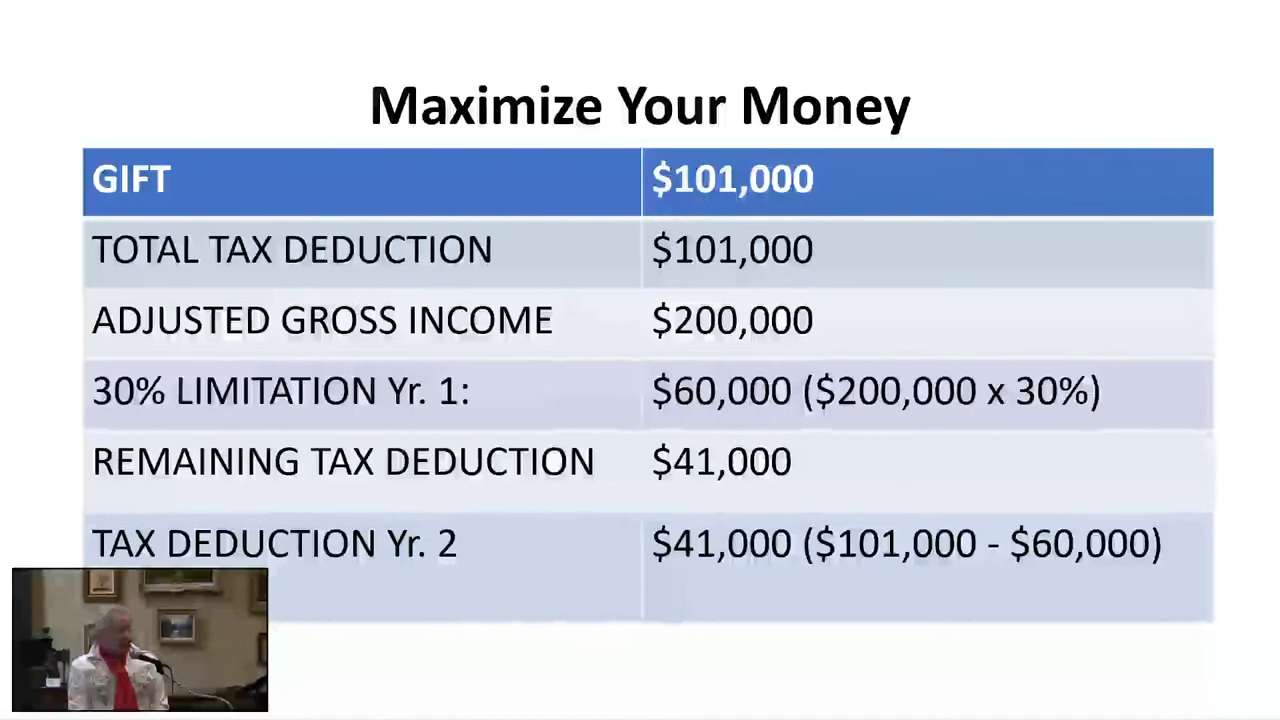 Maximize Your Money
GIFT $101,000
TOTAL TAX DEDUCTION $101,000
ADJUSTED GROSS INCOME $200,000
30% LIMITATION Yr. 1: $60,000 ($200,000 x 30%)
REMAINING TAX DEDUCTION $41,000
TAX DEDUCTION Yr. 2 $41,000 ($101,000 - $60,000)